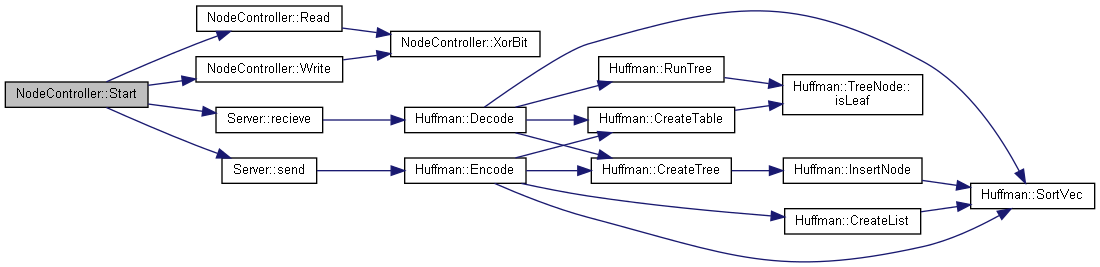 NodeController::Start
NodeController::Read
NodeController::Write
Server::recieve
Server::send
NodeController::XorBit
Huffman::Decode
Huffman::Encode
Huffman::RunTree
Huffman::CreateTable
Huffman::CreateTree
Huffman::TreeNode::
isLeaf
Huffman::InsertNode
Huffman::CreateList
Huffman::SortVec